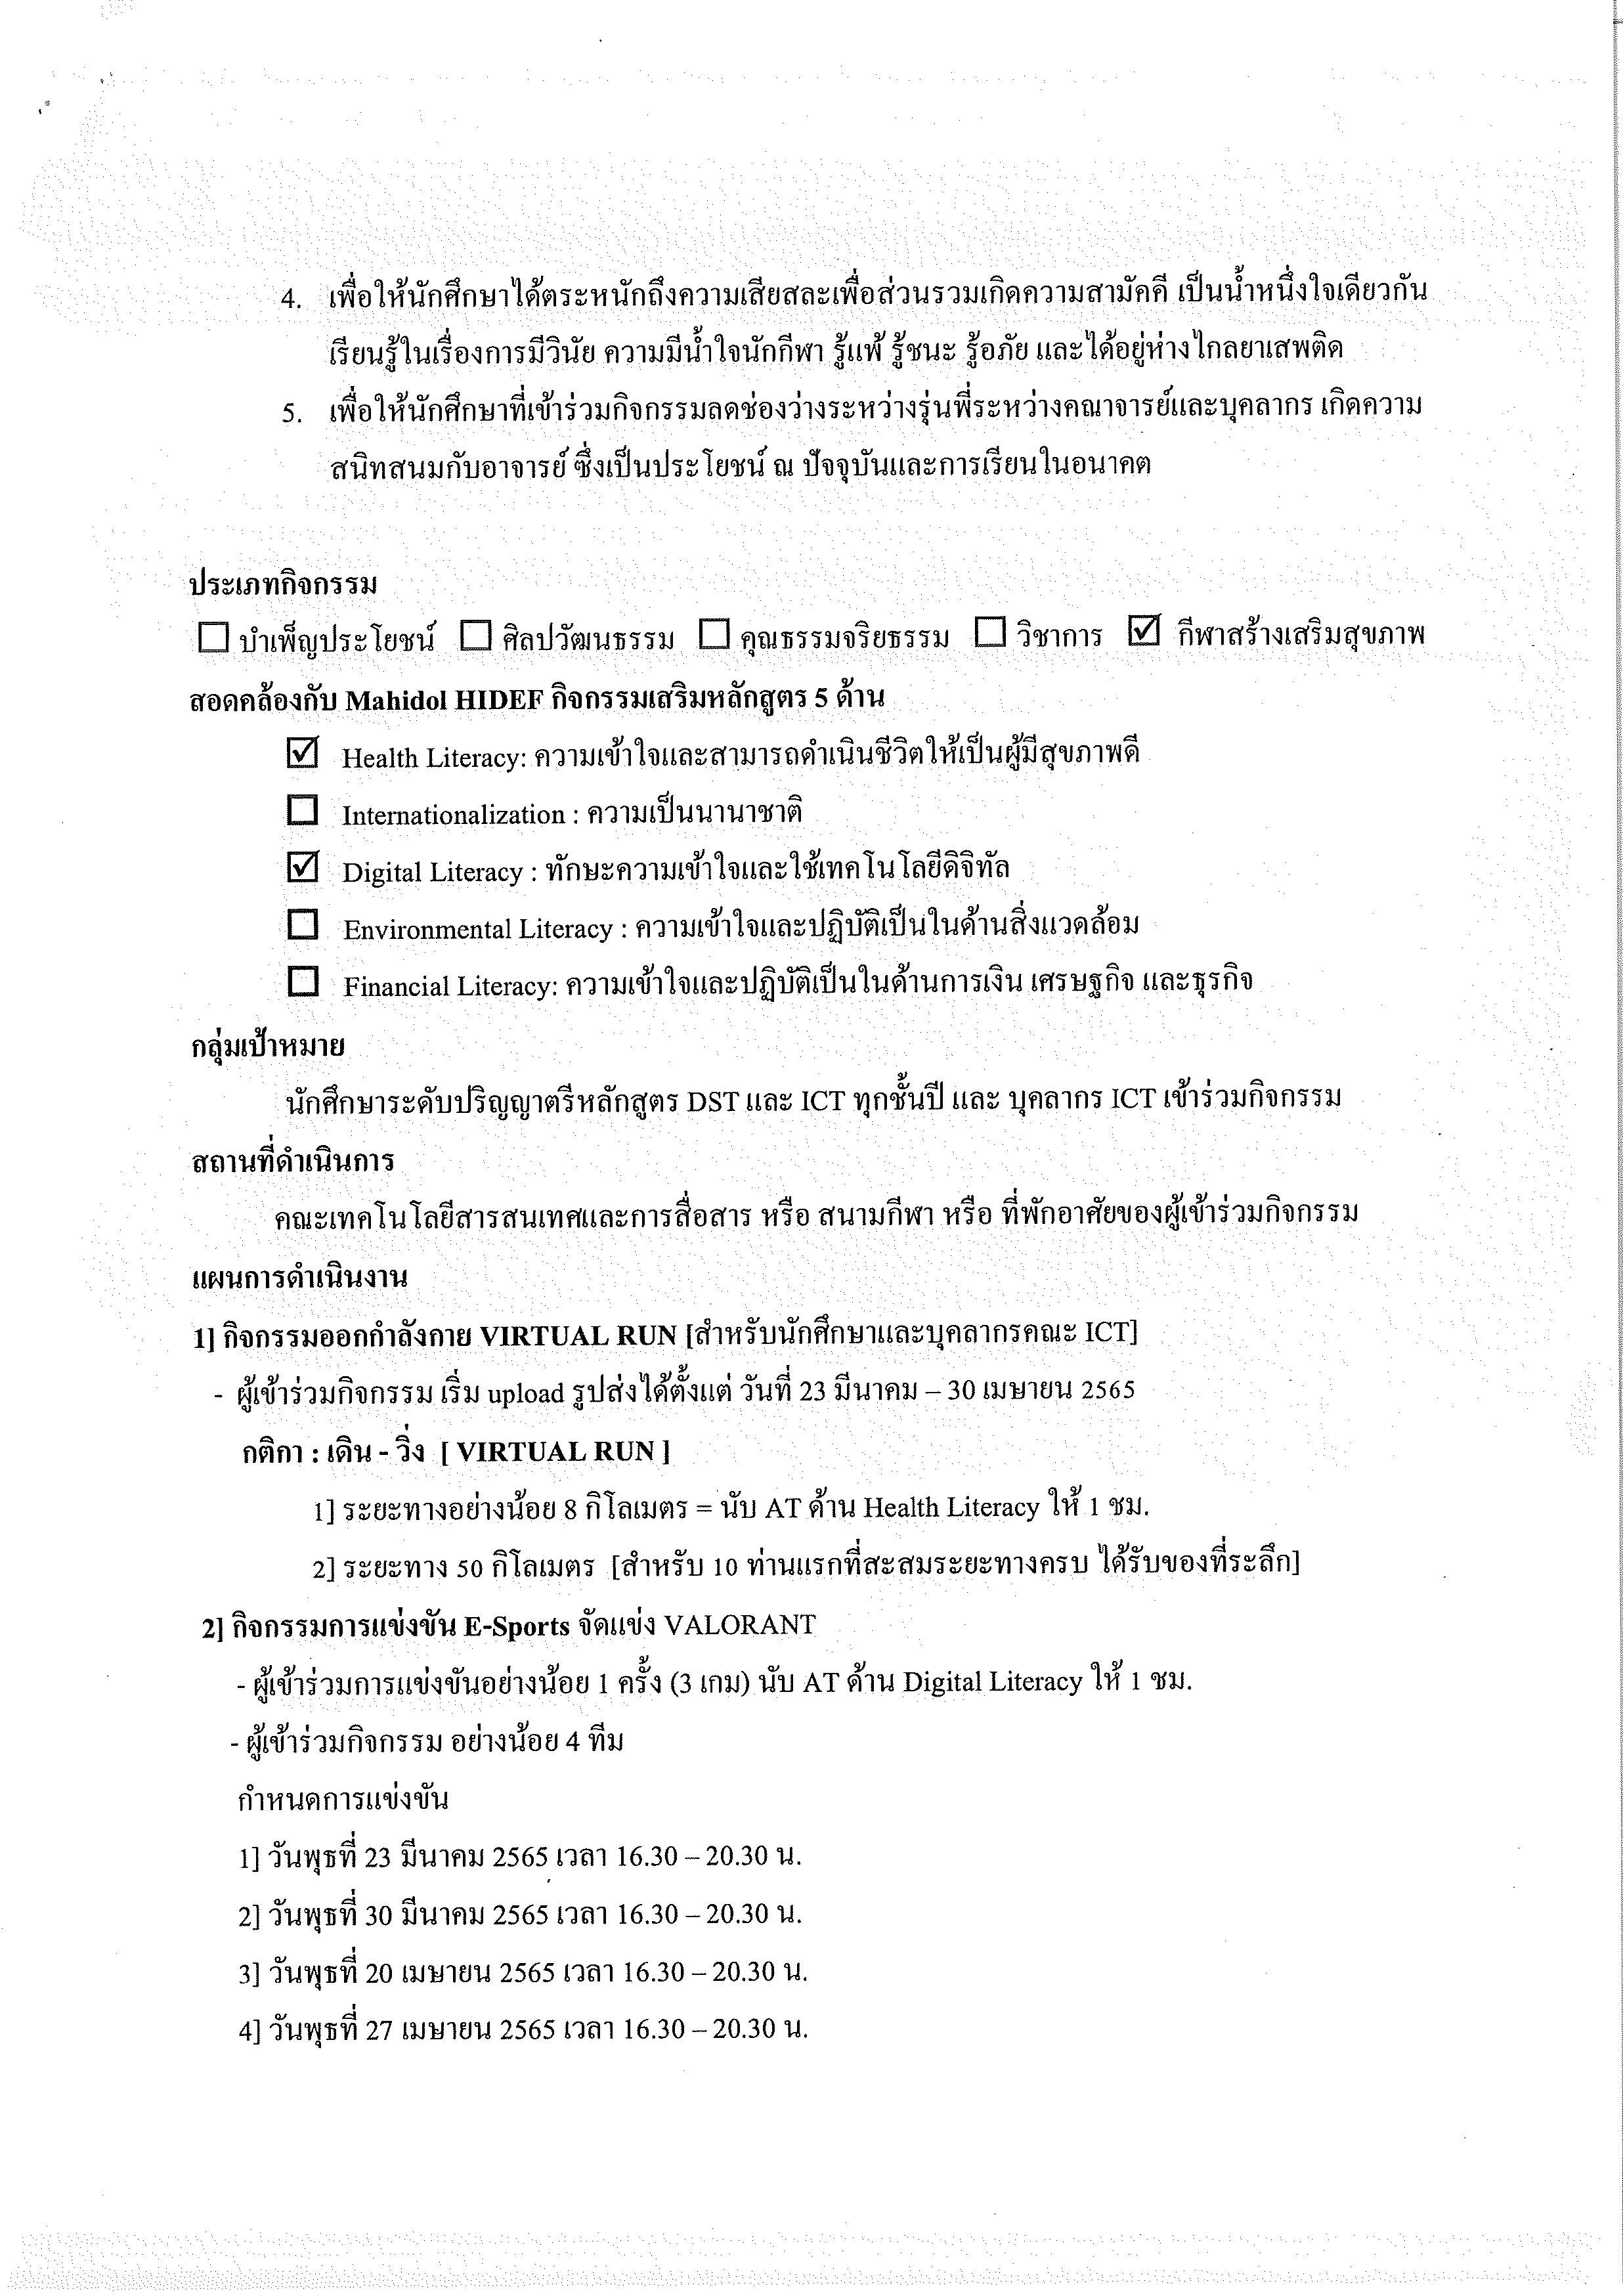 4. เพื่อให้นักศึกษาได้ตระหนักถึงความเสียสละเพื่อส่วนรวมเกิดความสามัคคี เป็นน้ำหนึ่งใจเดียวกัน
เรียนรู้ในเรื่องการมีวินัย ความมีน้ำใจนักกีฬา รู้แพ้ รู้ชนะ รู้อภัย และได้อยู่ห่างไกลยาเสพติด
5. เพื่อให้นักศึกษาที่เข้าร่วมกิจกรรมลดช่องว่างระหว่างรุ่นพี่ระหว่างคณาจารย์และบุคลากร เกิดความ
สนิทสนมกับอาจารย์ ซึ่งเป็นประโยชน์ ณ ปัจจุบันและการเรียนในอนาคต
ประเภทกิจกรรม
☐ บำเพ็ญประโยชน์ ☐ ศิลปวัฒนธรรม ☐ คุณธรรมจริยธรรม ☐ วิชาการ ☑ กีฬาสร้างเสริมสุขภาพ
สอดคล้องกับ Mahidol HIDEF กิจกรรมเสริมหลักสูตร 5 ด้าน
☑ Health Literacy: ความเข้าใจและสามารถดำเนินชีวิตให้เป็นผู้มีสุขภาพดี
☐ Internationalization : ความเป็นนานาชาติ
☑ Digital Literacy : ทักษะความเข้าใจและใช้เทคโนโลยีดิจิทัล
☐ Environmental Literacy : ความเข้าใจและปฏิบัติเป็นในด้านสิ่งแวดล้อม
☐ Financial Literacy: ความเข้าใจและปฏิบัติเป็นในด้านการเงิน เศรษฐกิจ และธุรกิจ
กลุ่มเป้าหมาย
นักศึกษาระดับปริญญาตรีหลักสูตร DST และ ICT ทุกชั้นปี และ บุคลากร ICT เข้าร่วมกิจกรรม
สถานที่ดำเนินการ
คณะเทคโนโลยีสารสนเทศและการสื่อสาร หรือ สนามกีฬา หรือ ที่พักอาศัยของผู้เข้าร่วมกิจกรรม
แผนการดำเนินงาน
1] กิจกรรมออกกำลังกาย VIRTUAL RUN [สำหรับนักศึกษาและบุคลากรคณะ ICT]
- ผู้เข้าร่วมกิจกรรม เริ่ม upload รูปส่งได้ตั้งแต่ วันที่ 23 มีนาคม – 30 เมษายน 2565
กติกา : เดิน - วิ่ง [ VIRTUAL RUN ]
1] ระยะทางอย่างน้อย 8 กิโลเมตร = นับ AT ด้าน Health Literacy ให้ 1 ชม.
2] ระยะทาง 50 กิโลเมตร [สำหรับ 10 ท่านแรกที่สะสมระยะทางครบ ได้รับของที่ระลึก]
2] กิจกรรมการแข่งขัน E-Sports จัดแข่ง VALORANT
- ผู้เข้าร่วมการแข่งขันอย่างน้อย 1 ครั้ง (3 เกม) นับ AT ด้าน Digital Literacy ให้ 1 ชม.
- ผู้เข้าร่วมกิจกรรม อย่างน้อย 4 ทีม
กำหนดการแข่งขัน
1] วันพุธที่ 23 มีนาคม 2565 เวลา 16.30 – 20.30 น.
2] วันพุธที่ 30 มีนาคม 2565 เวลา 16.30 – 20.30 น.
3] วันพุธที่ 20 เมษายน 2565 เวลา 16.30 – 20.30 น.
4] วันพุธที่ 27 เมษายน 2565 เวลา 16.30 – 20.30 น.